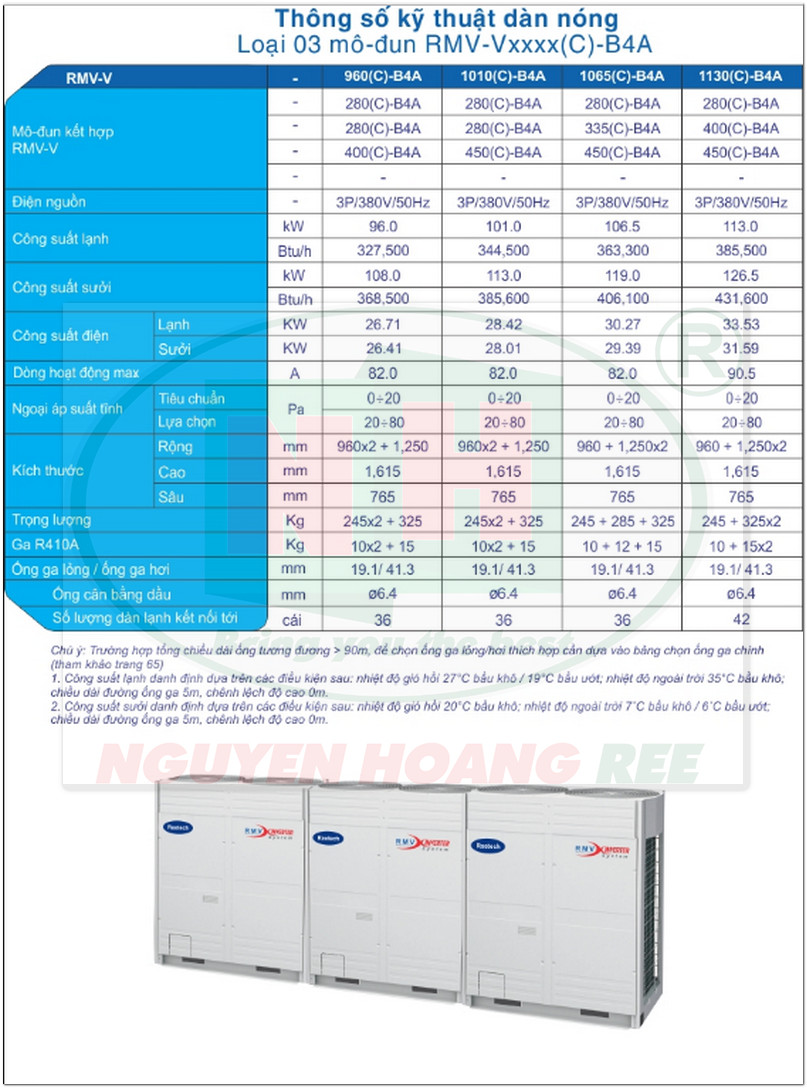 Thông số kỹ thuật dàn nóng
Loại 03 mô-đun RMV-Vxxxx(C)-B4A
RMV-V - 960(C)-B4A 1010(C)-B4A 1065(C)-B4A 1130(C)-B4A
- 280(C)-B4A 280(C)-B4A 280(C)-B4A 280(C)-B4A
Mô-đun kết hợp - 280(C)-B4A 280(C)-B4A 335(C)-B4A 400(C)-B4A
RMV-V - 400(C)-B4A 450(C)-B4A 450(C)-B4A 450(C)-B4A
- - - - -
Điện nguồn - 3P/380V/50Hz 3P/380V/50Hz 3P/380V/50Hz 3P/380V/50Hz
Công suất lạnh kW 96.0 101.0 106.5 113.0
Btu/h 327,500 344,500 363,300 385,500
Công suất sưởi kW 108.0 113.0 119.0 126.5
Btu/h 368,500 385,600 406,100 431,600
Công suất điện Lạnh KW 26.71 28.42 30.27 33.53
Sưởi KW 26.41 28.01 29.39 31.59
Dòng hoạt động max A 82.0 82.0 82.0 90.5
Ngoại áp suất tĩnh Tiêu chuẩn Pa 0÷20 0÷20 0÷20 0÷20
Lựa chọn 20÷80 20÷80 20÷80 20÷80
Kích thước Rộng mm 960x2 + 1,250 960x2 + 1,250 960 + 1,250x2 960 + 1,250x2
Cao mm 1,615 1,615 1,615 1,615
Sâu mm 765 765 765 765
Trọng lượng Kg 245x2 + 325 245x2 + 325 245 + 285 + 325 245 + 325x2
Ga R410A Kg 10x2 + 15 10x2 + 15 10 + 12 + 15 10 + 15x2
Ống ga lỏng / ống ga hơi mm 19.1/ 41.3 19.1/ 41.3 19.1/ 41.3 19.1/ 41.3
Ống cân bằng dầu mm ø6.4 ø6.4 ø6.4 ø6.4
Số lượng dàn lạnh kết nối tới cái 36 36 36 42
NH ®
Bring you the best
Chú ý: Trường hợp tổng chiều dài ống tương đương > 90m, để chọn ống ga lỏng/hơi thích hợp cần dựa vào bảng chọn ống ga chính
(tham khảo trang 65)
1. Công suất lạnh danh định dựa trên các điều kiện sau: nhiệt độ gió hồi 27°C bầu khô / 19°C bầu ướt; nhiệt độ ngoài trời 35°C bầu khô;
chiều dài đường ống ga 5m, chênh lệch độ cao 0m.
2. Công suất sưởi danh định dựa trên các điều kiện sau: nhiệt độ gió hồi 20°C bầu khô; nhiệt độ ngoài trời 7°C bầu khô / 6°C bầu ướt;
chiều dài đường ống ga 5m, chênh lệch độ cao 0m.
NGUYEN HOANG REE
Reetech RMV INVERTER System Reetech RMV INVERTER System Reetech RMV INVERTER System